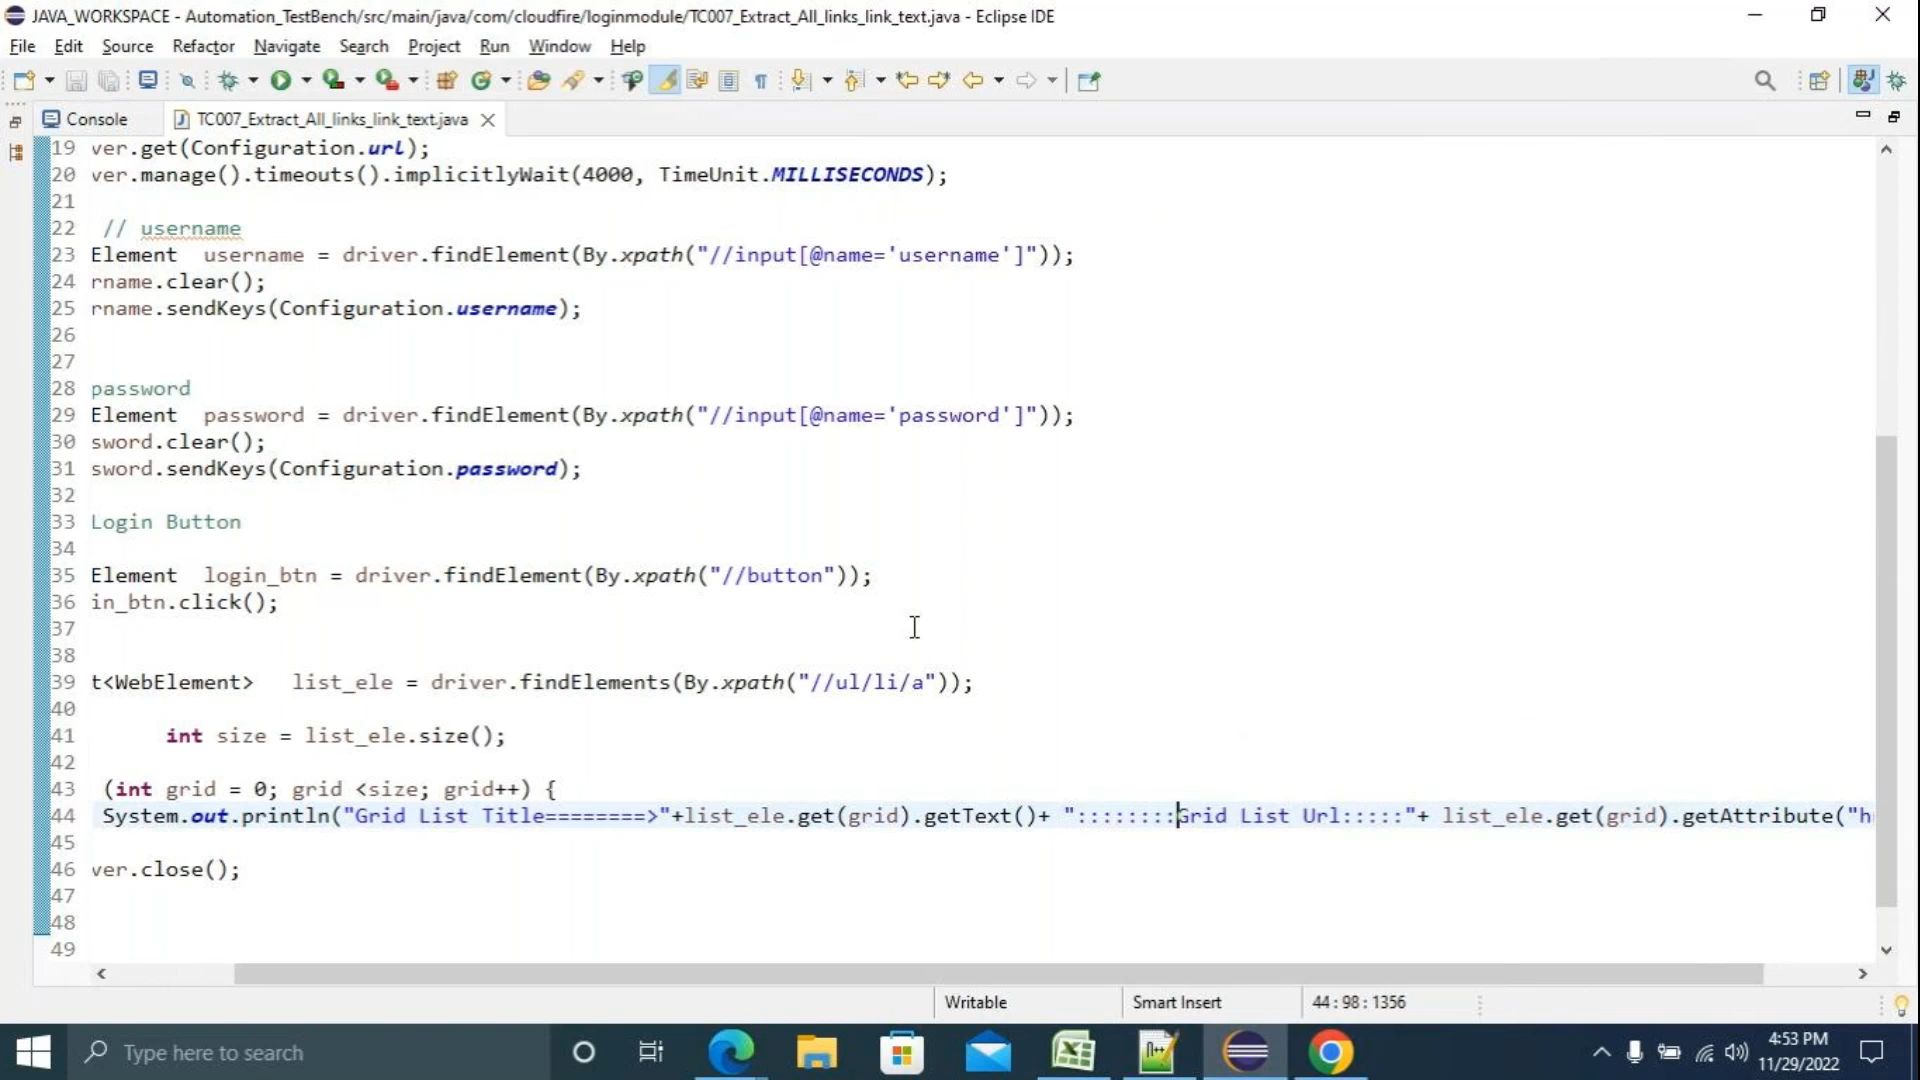 JAVA_WORKSPACE - Automation_TestBench/src/main/java/com/cloudfire/loginmodule/TC007_Extract_All_links_link_text.java - Eclipse IDE
File Edit Source Refactor Navigate Search Project Run Window Help
Console TC007_Extract_All_links_link_text.java
19 ver.get(Configuration.url);
20 ver.manage().timeouts().implicitlyWait(4000, TimeUnit.MILLISECONDS);
21
22 // username
23 Element  username = driver.findElement(By.xpath("//input[@name='username']"));
24 rname.clear();
25 rname.sendKeys(Configuration.username);
26
27
28 password
29 Element  password = driver.findElement(By.xpath("//input[@name='password']"));
30 sword.clear();
31 sword.sendKeys(Configuration.password);
32
33 Login Button
34
35 Element  login_btn = driver.findElement(By.xpath("//button"));
36 in_btn.click();
37
38
39 t<WebElement>   list_ele = driver.findElements(By.xpath("//ul/li/a"));
40
41 int size = list_ele.size();
42
43 (int grid = 0; grid <size; grid++) {
44 System.out.println("Grid List Title========>"+list_ele.get(grid).getText()+ "::::::::Grid List Url:::::"+ list_ele.get(grid).getAttribute("h
45
46 ver.close();
47
48
49
Writable Smart Insert 44 : 98 : 1356
Type here to search
4:53 PM
11/29/2022